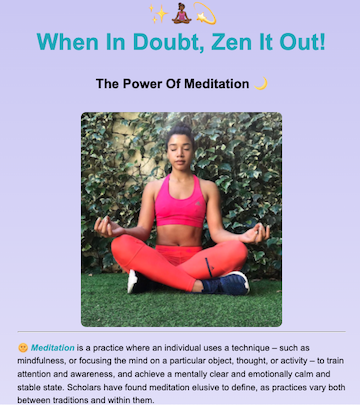 ✨🧘🏾‍♀️💫
When In Doubt, Zen It Out!
The Power Of Meditation 🌙
🤫 Meditation is a practice where an individual uses a technique – such as
mindfulness, or focusing the mind on a particular object, thought, or activity – to train
attention and awareness, and achieve a mentally clear and emotionally calm and
stable state. Scholars have found meditation elusive to define, as practices vary both
between traditions and within them.